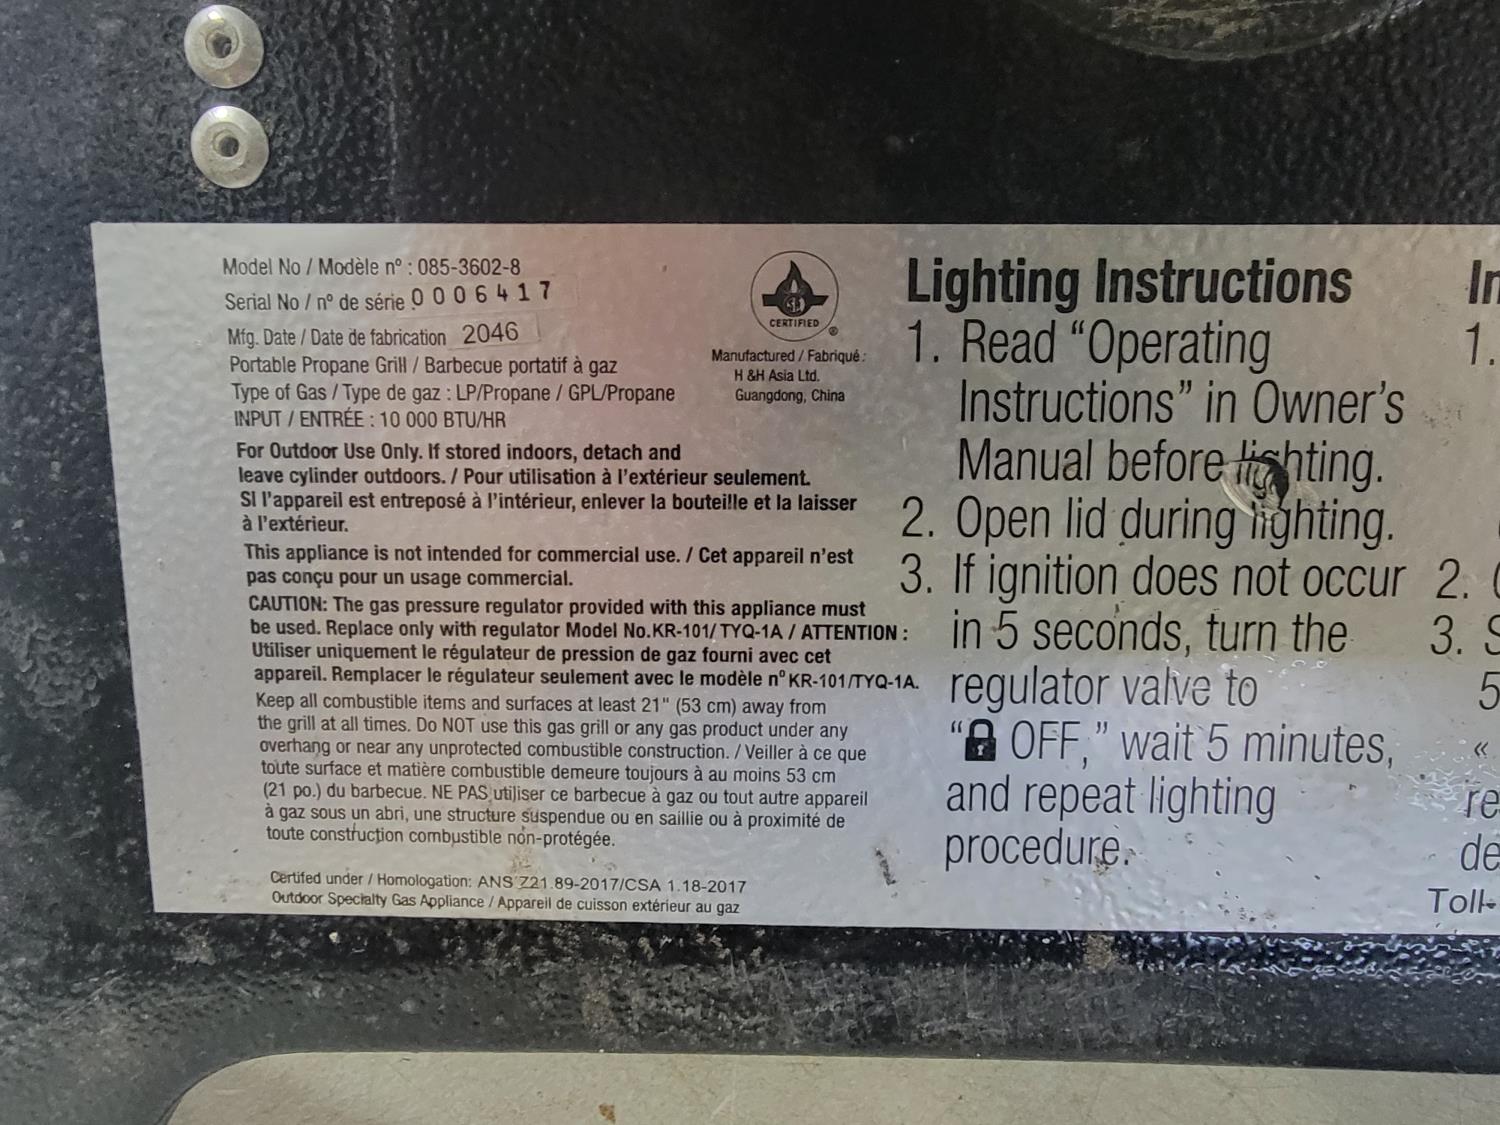 Model No / Modèle nº : 085-3602-8
Serial No / nº de série 0006417
Mfg. Date / Date de fabrication 2046
Portable Propane Grill / Barbecue portatif à gaz
Type of Gas / Type de gaz : LP/Propane / GPL/Propane
INPUT / ENTRÉE : 10 000 BTU/HR
CERTIFIED
®
Manufactured / Fabriqué :
H &H Asia Ltd.
Guangdong, China
For Outdoor Use Only. If stored indoors, detach and
leave cylinder outdoors. / Pour utilisation à l'extérieur seulement.
SI l'appareil est entreposé à l'intérieur, enlever la bouteille et la laisser
à l'extérieur.
This appliance is not intended for commercial use. / Cet appareil n'est
pas conçu pour un usage commercial.
CAUTION: The gas pressure regulator provided with this appliance must
be used. Replace only with regulator Model No.KR-101/ TYQ-1A / ATTENTION :
Utiliser uniquement le régulateur de pression de gaz fourni avec cet
appareil. Remplacer le régulateur seulement avec le modèle nº KR-101/TYQ-1A.
Keep all combustible items and surfaces at least 21" (53 cm) away from
the grill at all times. Do NOT use this gas grill or any gas product under any
overhang or near any unprotected combustible construction. / Veiller à ce que
toute surface et matière combustible demeure toujours à au moins 53 cm
(21 po.) du barbecue. NE PAS utiliser ce barbecue à gaz ou tout autre appareil
à gaz sous un abri, une structure suspendue ou en saillie ou à proximité de
toute construction combustible non-protégée.
Certifed under / Homologation: ANS Z21.89-2017/CSA 1.18-2017
Outdoor Specialty Gas Appliance / Appareil de cuisson extérieur au gaz
Lighting Instructions
1. Read “Operating
Instructions” in Owner's
Manual before lighting.
2. Open lid during lighting.
3. If ignition does not occur
in 5 seconds, turn the
regulator valve to
“🔒 OFF,” wait 5 minutes,
and repeat lighting
procedure.
In
1.
2.
3. S
5
«
re
de
Toll-